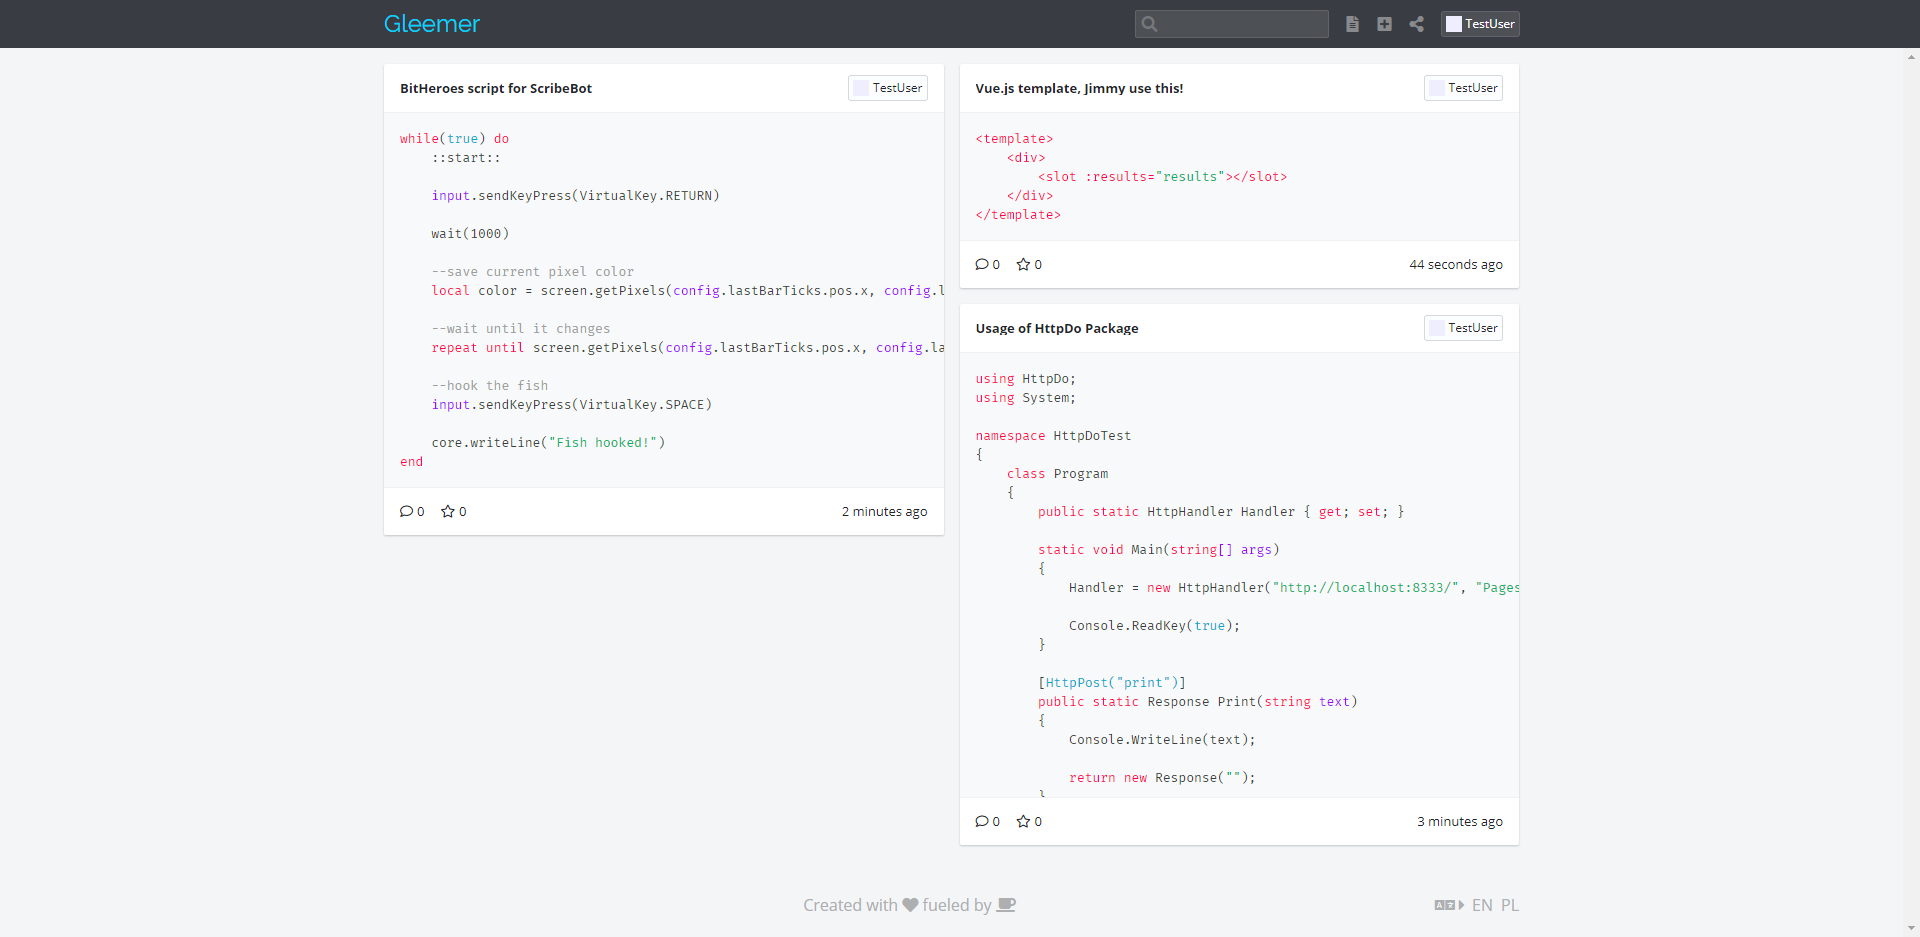 Gleemer
TestUser
BitHeroes script for ScribeBot
TestUser
while(true) do
::start::
input.sendKeyPress(VirtualKey.RETURN)
wait(1000)
--save current pixel color
local color = screen.getPixels(config.lastBarTicks.pos.x, config.l
--wait until it changes
repeat until screen.getPixels(config.lastBarTicks.pos.x, config.la
--hook the fish
input.sendKeyPress(VirtualKey.SPACE)
core.writeLine("Fish hooked!")
end
0 0
2 minutes ago
Vue.js template, Jimmy use this!
TestUser
<template>
<div>
<slot :results="results"></slot>
</div>
</template>
0 0
44 seconds ago
Usage of HttpDo Package
TestUser
using HttpDo;
using System;
namespace HttpDoTest
{
class Program
{
public static HttpHandler Handler { get; set; }
static void Main(string[] args)
{
Handler = new HttpHandler("http://localhost:8333/", "Pages
Console.ReadKey(true);
}
[HttpPost("print")]
public static Response Print(string text)
{
Console.WriteLine(text);
return new Response("");
}
0 0
3 minutes ago
Created with fueled by
EN PL